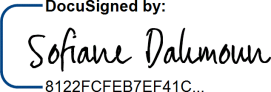 DocuSigned by:
Sofiane Dahmoun
8122FCFEB7EF41C...